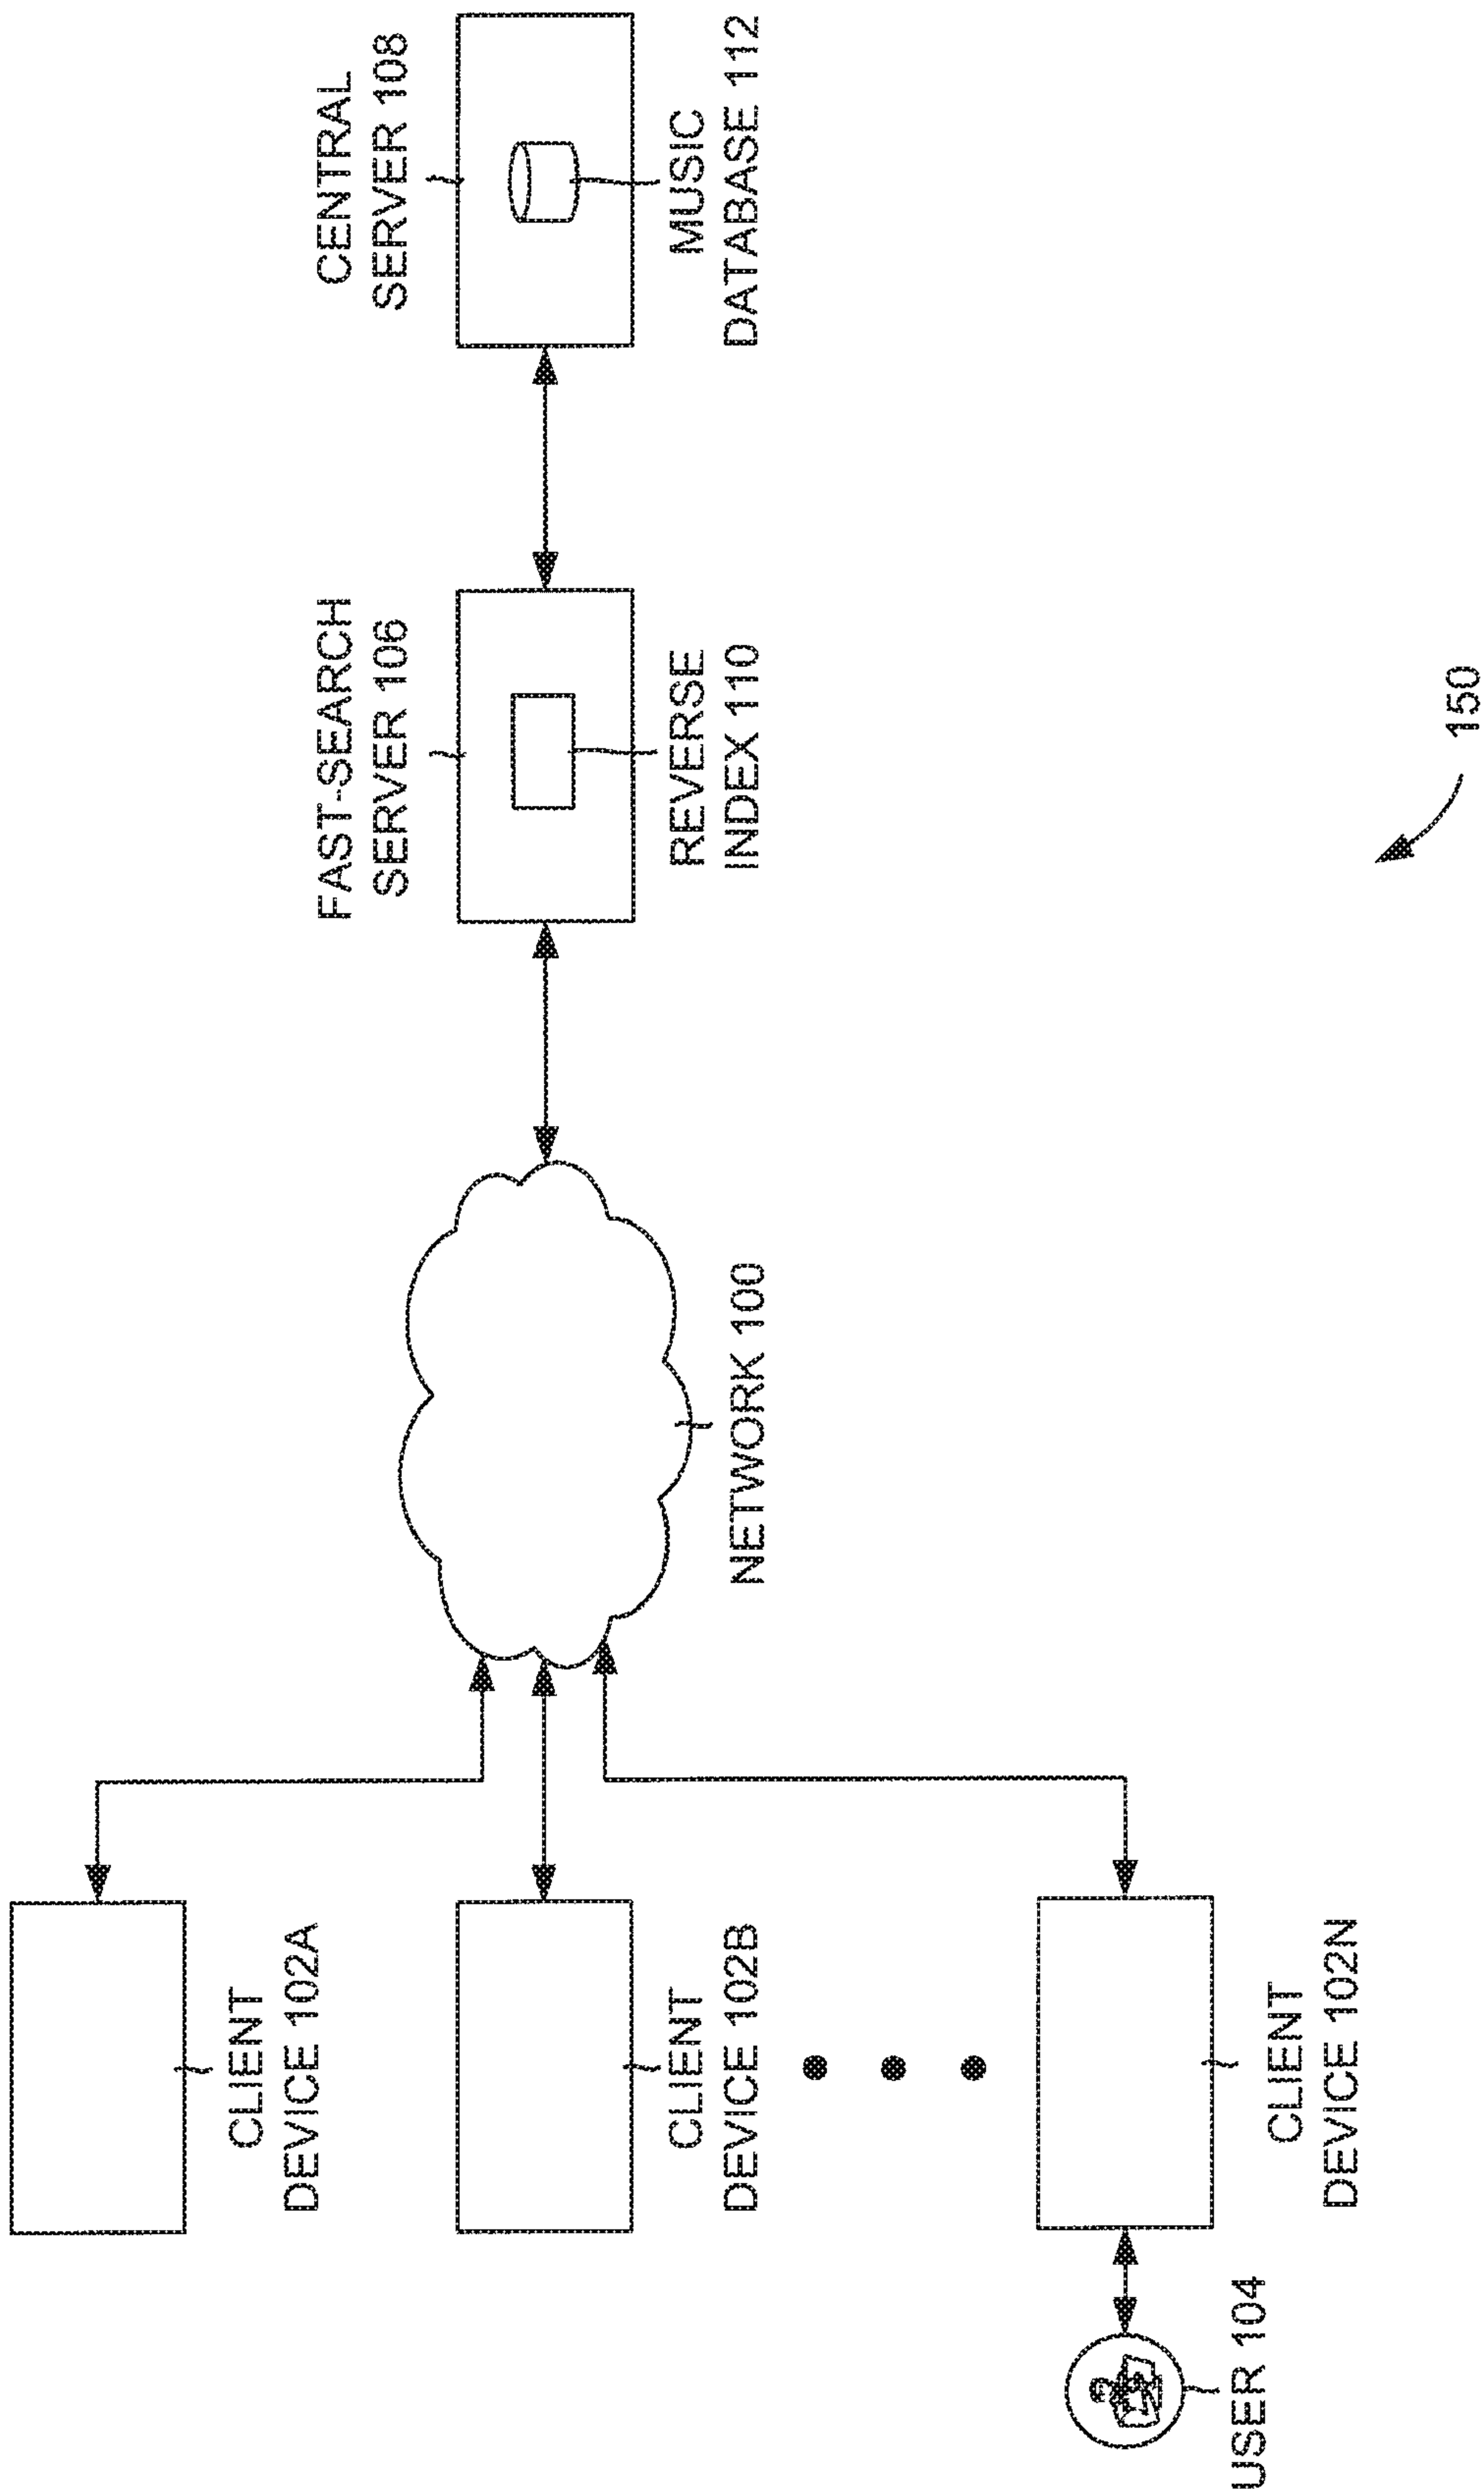 CLIENT
DEVICE 102A
CLIENT
DEVICE 102B
CLIENT
DEVICE 102N
USER 104
NETWORK 100
FAST-SEARCH
SERVER 106
REVERSE
INDEX 110
CENTRAL
SERVER 108
MUSIC
DATABASE 112
150